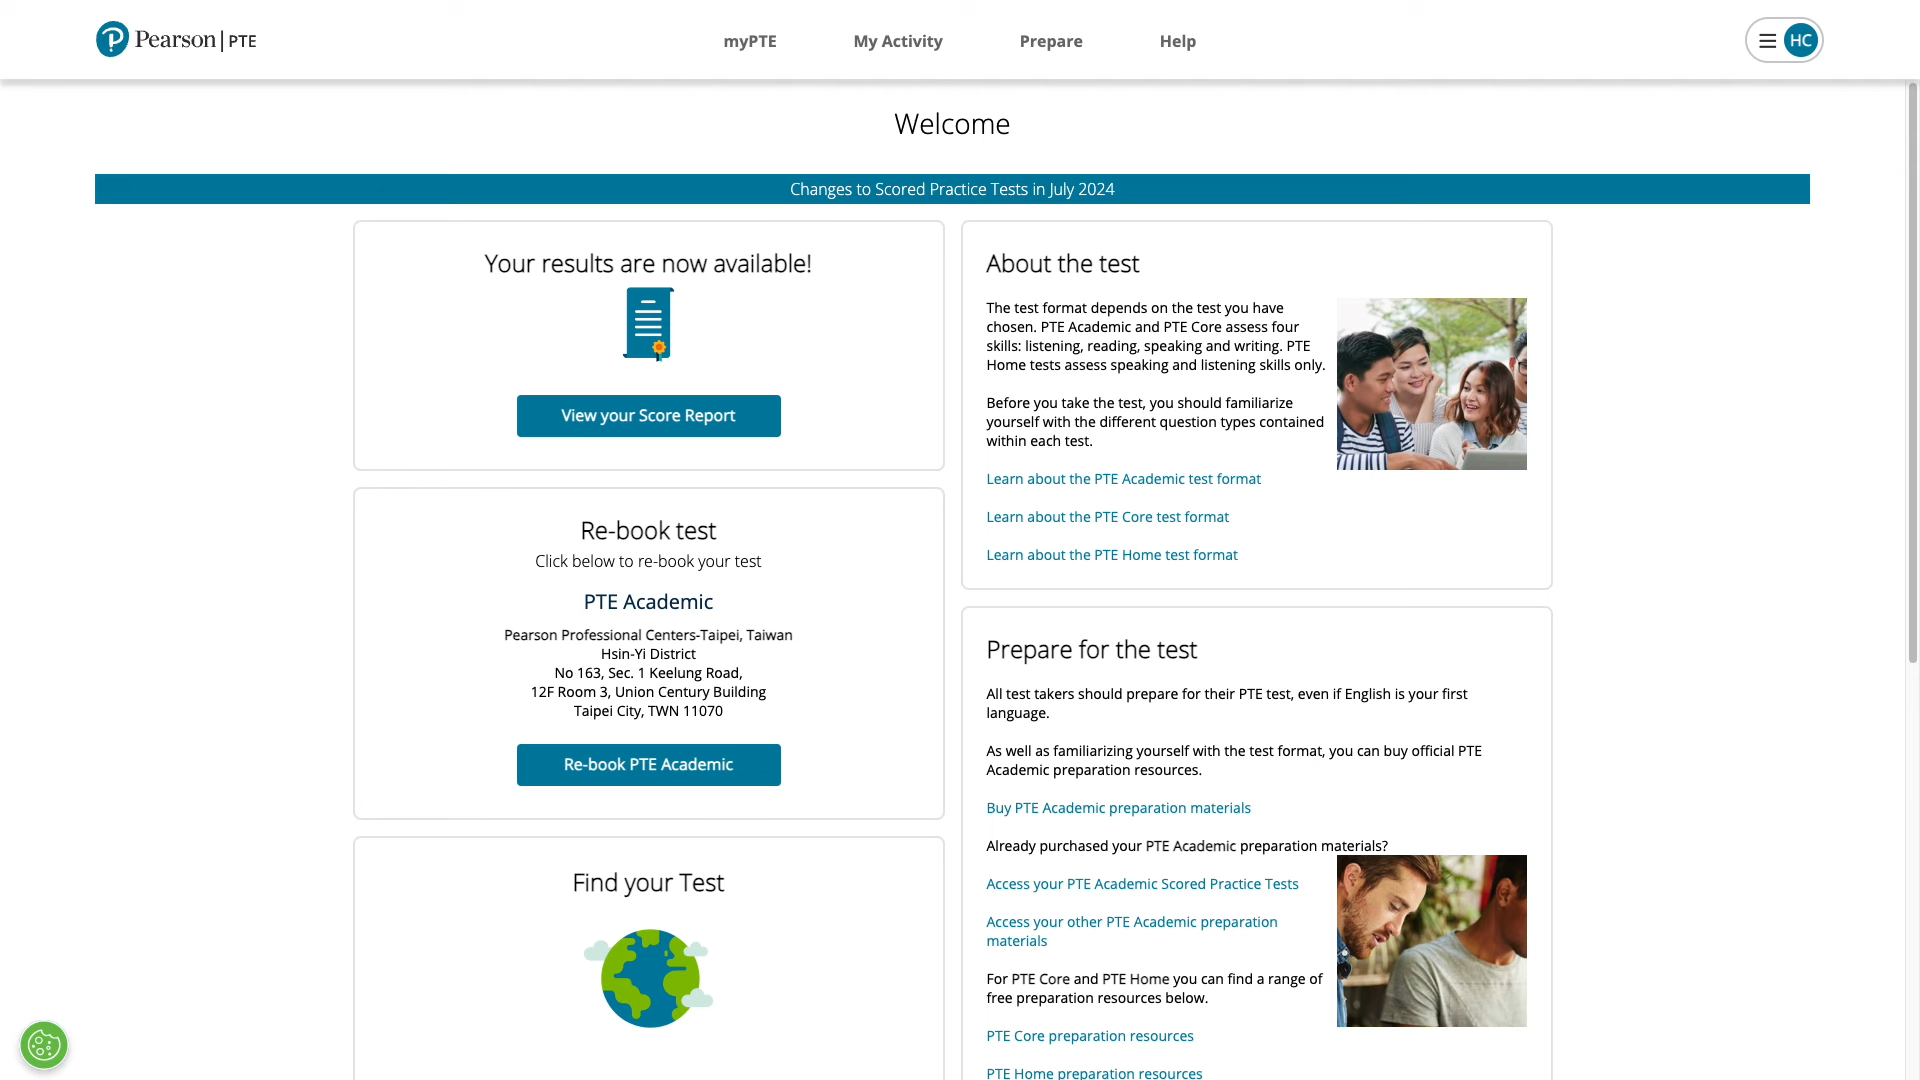 Pearson | PTE
myPTE
My Activity
Prepare
Help
HC
Welcome
Changes to Scored Practice Tests in July 2024
Your results are now available!
View your Score Report
Re-book test
Click below to re-book your test
PTE Academic
Pearson Professional Centers-Taipei, Taiwan
Hsin-Yi District
No 163, Sec. 1 Keelung Road,
12F Room 3, Union Century Building
Taipei City, TWN 11070
Re-book PTE Academic
Find your Test
About the test
The test format depends on the test you have
chosen. PTE Academic and PTE Core assess four
skills: listening, reading, speaking and writing. PTE
Home tests assess speaking and listening skills only.
Before you take the test, you should familiarize
yourself with the different question types contained
within each test.
Learn about the PTE Academic test format
Learn about the PTE Core test format
Learn about the PTE Home test format
Prepare for the test
All test takers should prepare for their PTE test, even if English is your first
language.
As well as familiarizing yourself with the test format, you can buy official PTE
Academic preparation resources.
Buy PTE Academic preparation materials
Already purchased your PTE Academic preparation materials?
Access your PTE Academic Scored Practice Tests
Access your other PTE Academic preparation
materials
For PTE Core and PTE Home you can find a range of
free preparation resources below.
PTE Core preparation resources
PTE Home preparation resources